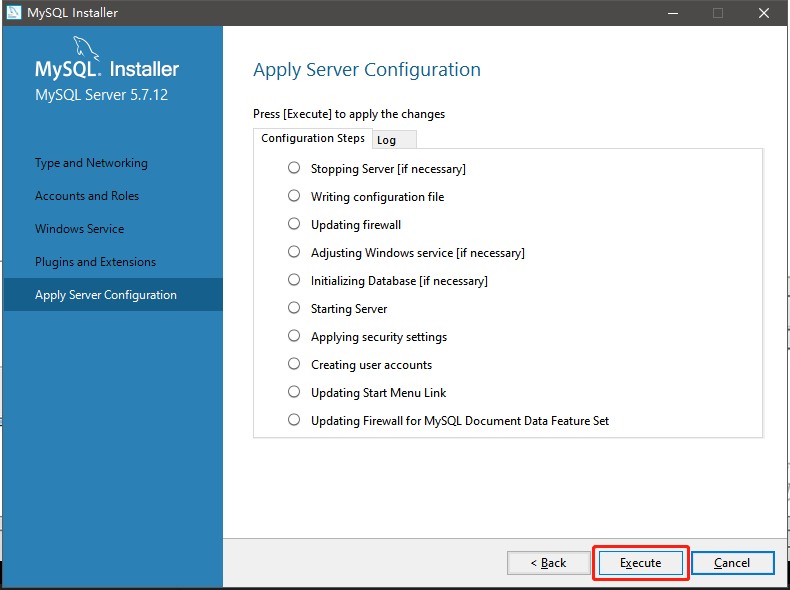 MySQL Installer
MySQL. Installer
MySQL Server 5.7.12
Type and Networking
Accounts and Roles
Windows Service
Plugins and Extensions
Apply Server Configuration
Apply Server Configuration
Press [Execute] to apply the changes
Configuration Steps
Log
Stopping Server [if necessary]
Writing configuration file
Updating firewall
Adjusting Windows service [if necessary]
Initializing Database [if necessary]
Starting Server
Applying security settings
Creating user accounts
Updating Start Menu Link
Updating Firewall for MySQL Document Data Feature Set
< Back
Execute
Cancel